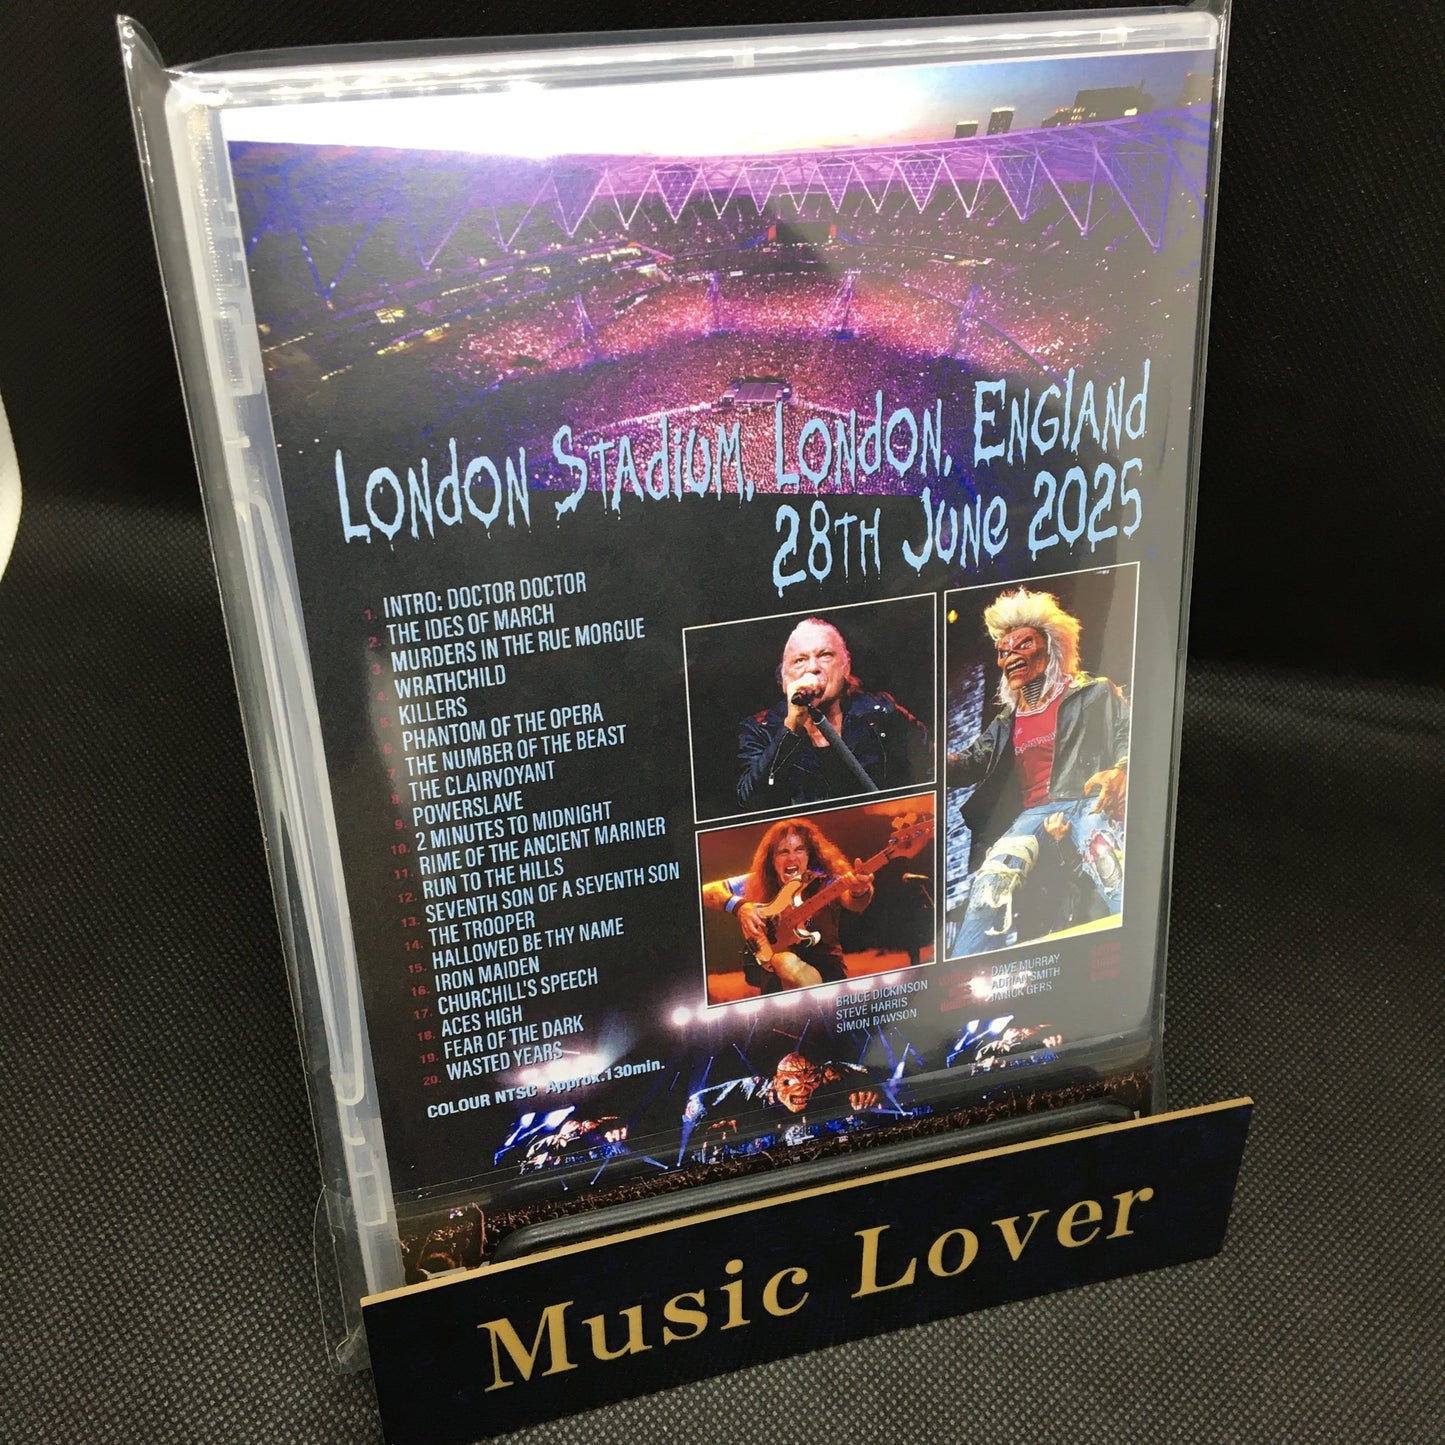 LONDON STADIUM, LONDON, ENGLAND
28TH JUNE 2025
1. INTRO: DOCTOR DOCTOR
2. THE IDES OF MARCH
3. MURDERS IN THE RUE MORGUE
4. WRATHCHILD
5. KILLERS
6. PHANTOM OF THE OPERA
7. THE NUMBER OF THE BEAST
8. THE CLAIRVOYANT
9. POWERSLAVE
10. 2 MINUTES TO MIDNIGHT
11. RIME OF THE ANCIENT MARINER
12. RUN TO THE HILLS
13. SEVENTH SON OF A SEVENTH SON
14. THE TROOPER
15. HALLOWED BE THY NAME
16. IRON MAIDEN
17. CHURCHILL'S SPEECH
18. ACES HIGH
19. FEAR OF THE DARK
20. WASTED YEARS
COLOUR NTSC Approx.130min.
BRUCE DICKINSON
STEVE HARRIS
SIMON DAWSON
DAVE MURRAY
ADRIAN SMITH
JANICK GERS
Music Lover